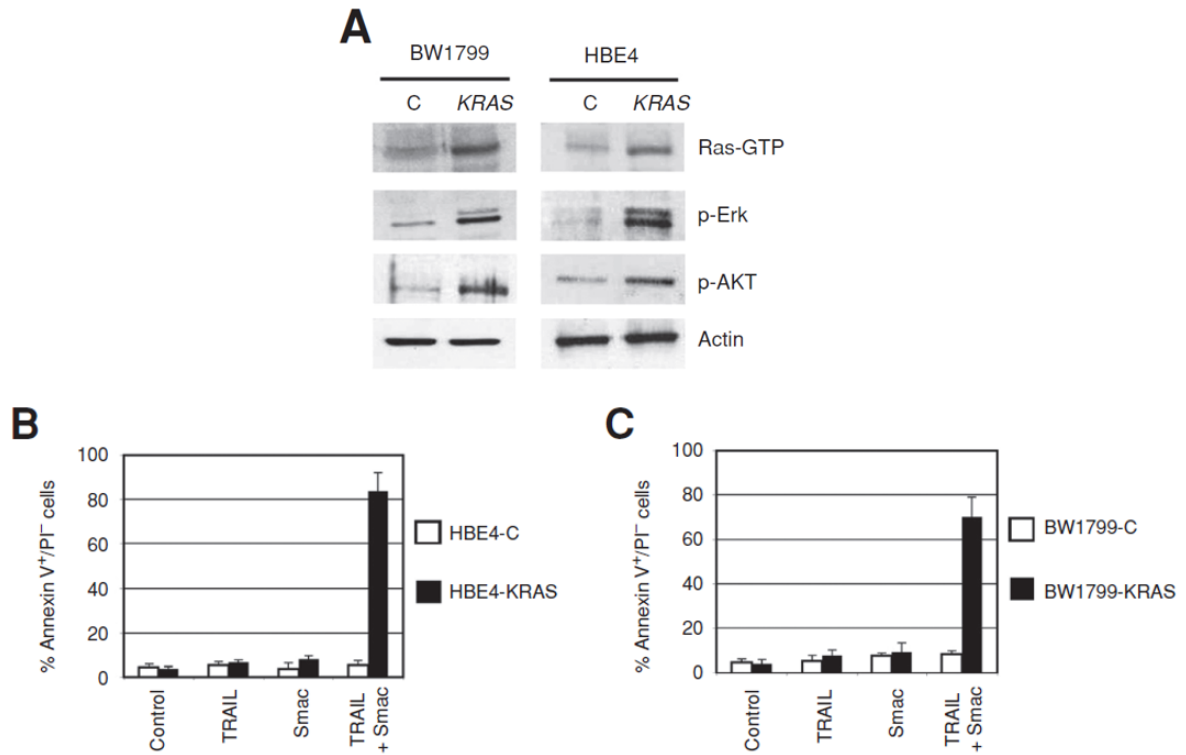 A
BW1799 HBE4
C KRAS C KRAS
Ras-GTP
p-Erk
p-AKT
Actin
B
% Annexin V⁺/PI⁻ cells
100
80
60
40
20
0
Control
TRAIL
Smac
TRAIL
+ Smac
HBE4-C
HBE4-KRAS
C
% Annexin V⁺/PI⁻ cells
100
80
60
40
20
0
Control
TRAIL
Smac
TRAIL
+ Smac
BW1799-C
BW1799-KRAS